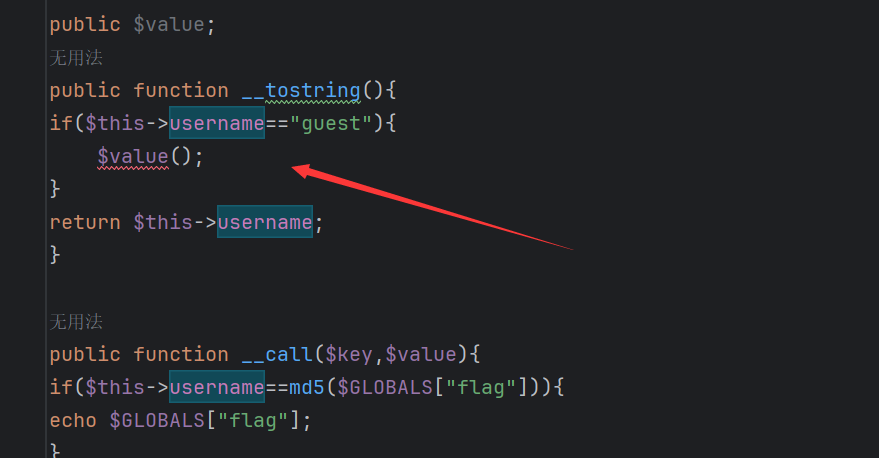 public $value;
无用法
public function __tostring(){
if($this->username=="guest"){
$value();
}
return $this->username;
}
无用法
public function __call($key,$value){
if($this->username==md5($GLOBALS["flag"])){
echo $GLOBALS["flag"];
}